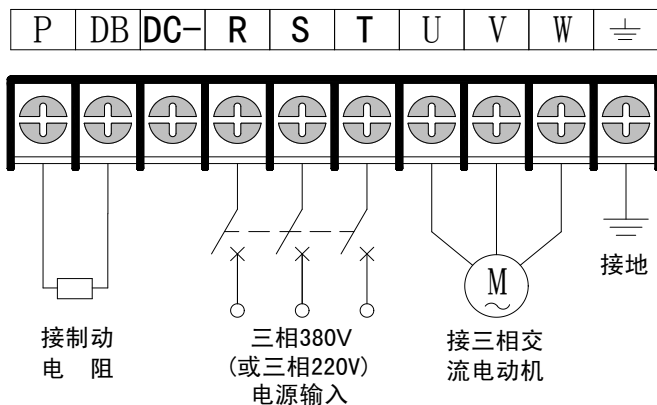 P DB DC- R S T U V W
接地
M
接制动
电 阻
三相380V
(或三相220V)
电源输入
接三相交
流电动机